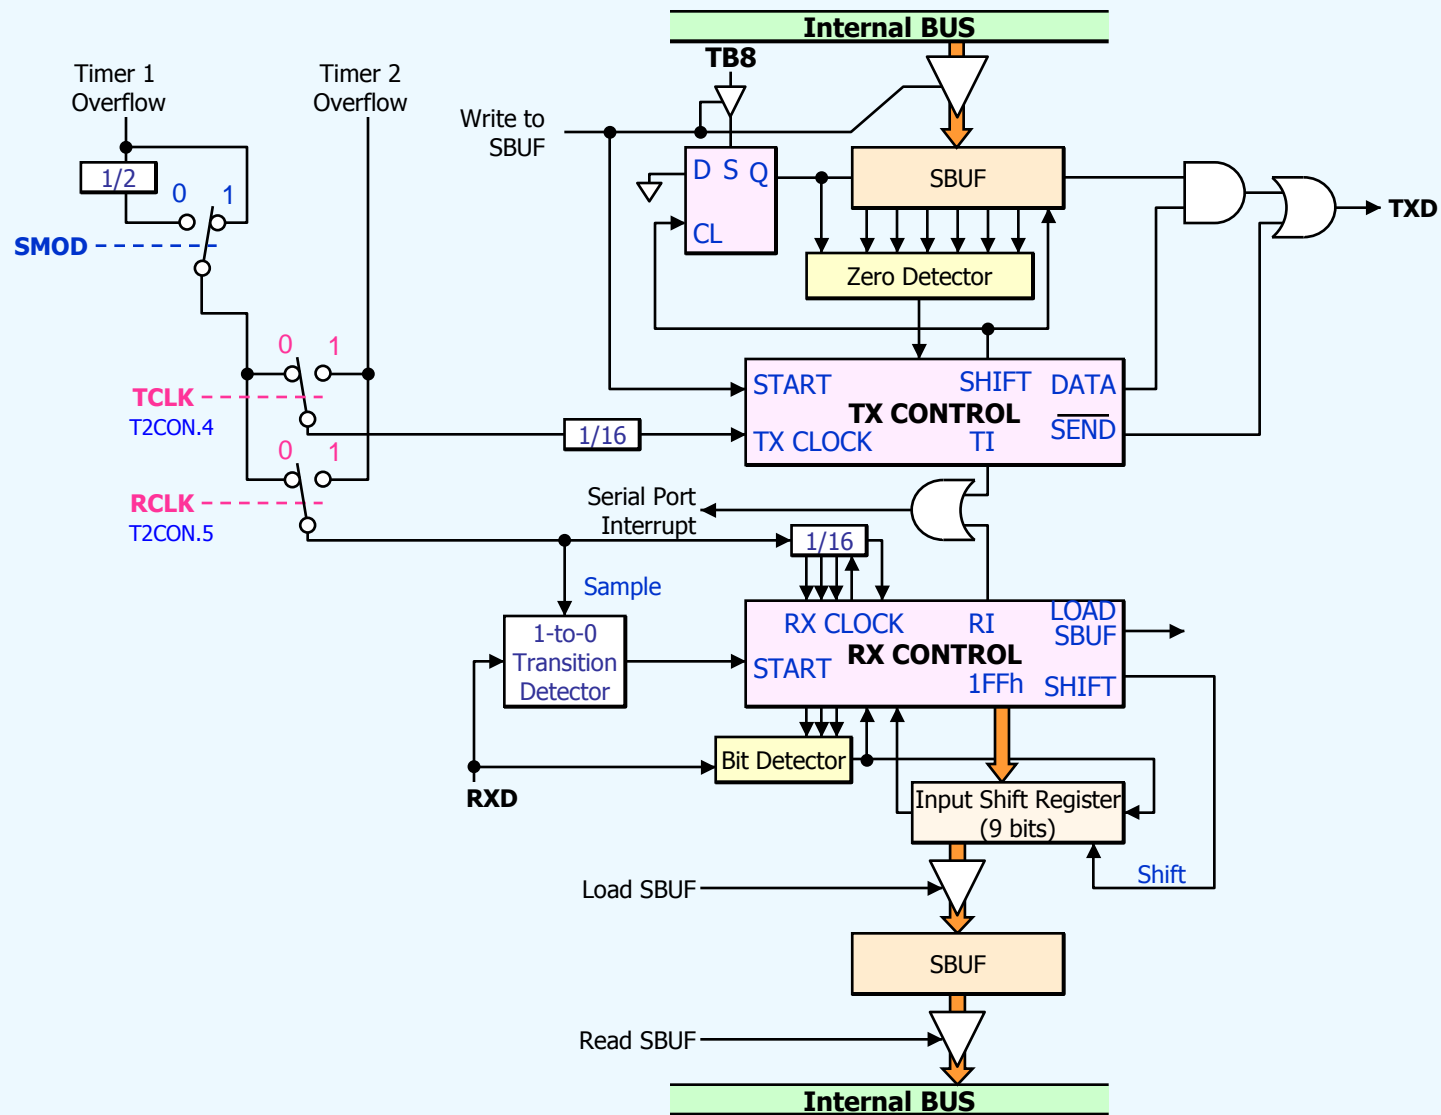 Internal BUS
TB8
Timer 1
Overflow
Timer 2
Overflow
Write to
SBUF
D S Q
CL
SBUF
1/2
0 1
SMOD
TXD
Zero Detector
0 1
TCLK
T2CON.4
START
SHIFT
DATA
TX CONTROL
TX CLOCK
TI
SEND
1/16
0 1
RCLK
T2CON.5
Serial Port
Interrupt
1/16
Sample
1-to-0
Transition
Detector
RX CLOCK
RI
LOAD
SBUF
RX CONTROL
START
1FFh
SHIFT
Bit Detector
RXD
Input Shift Register
(9 bits)
Shift
Load SBUF
SBUF
Read SBUF
Internal BUS